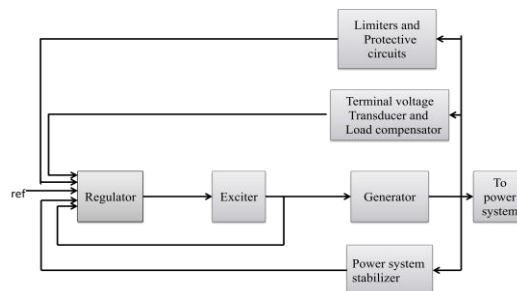 Limiters and
Protective
circuits
Terminal voltage
Transducer and
Load compensator
ref
Regulator
Exciter
Generator
To
power
system
Power system
stabilizer